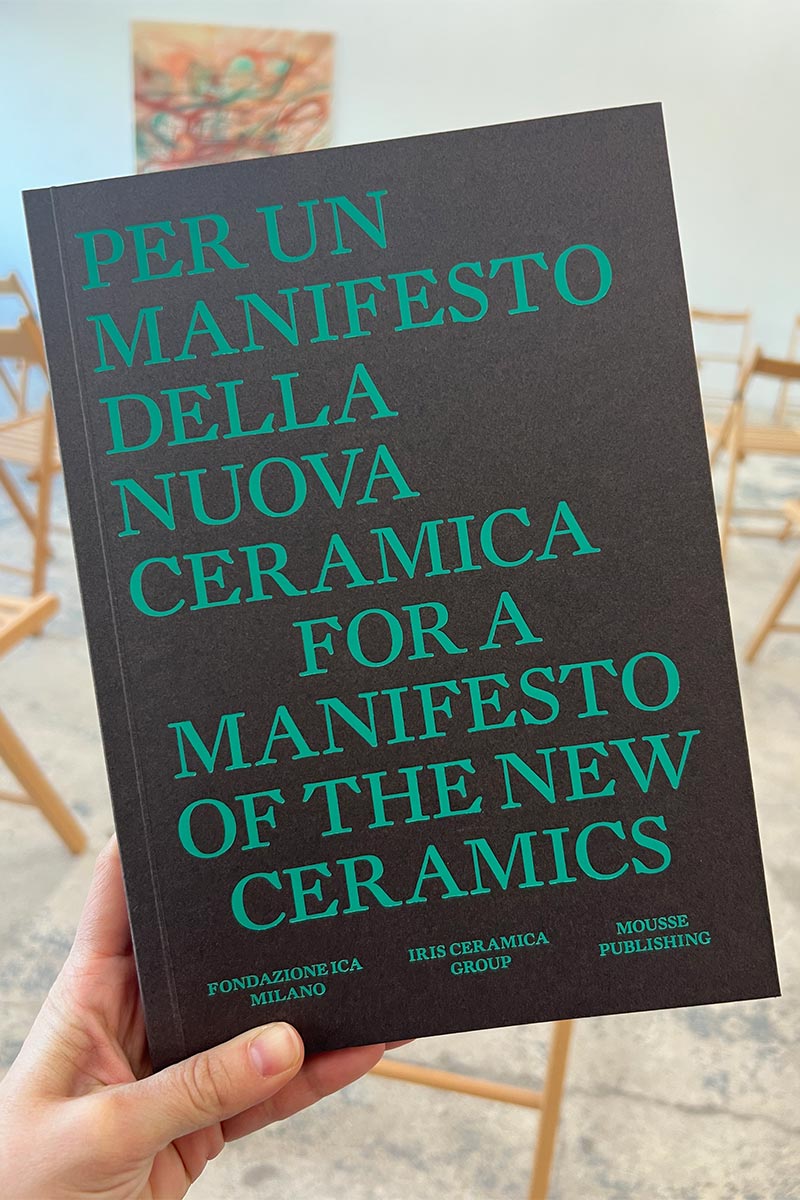 PER UN
MANIFESTO
DELLA
NUOVA
CERAMICA
FOR A
MANIFESTO
OF THE NEW
CERAMICS
FONDAZIONE ICA
MILANO
IRIS CERAMICA
GROUP
MOUSSE
PUBLISHING